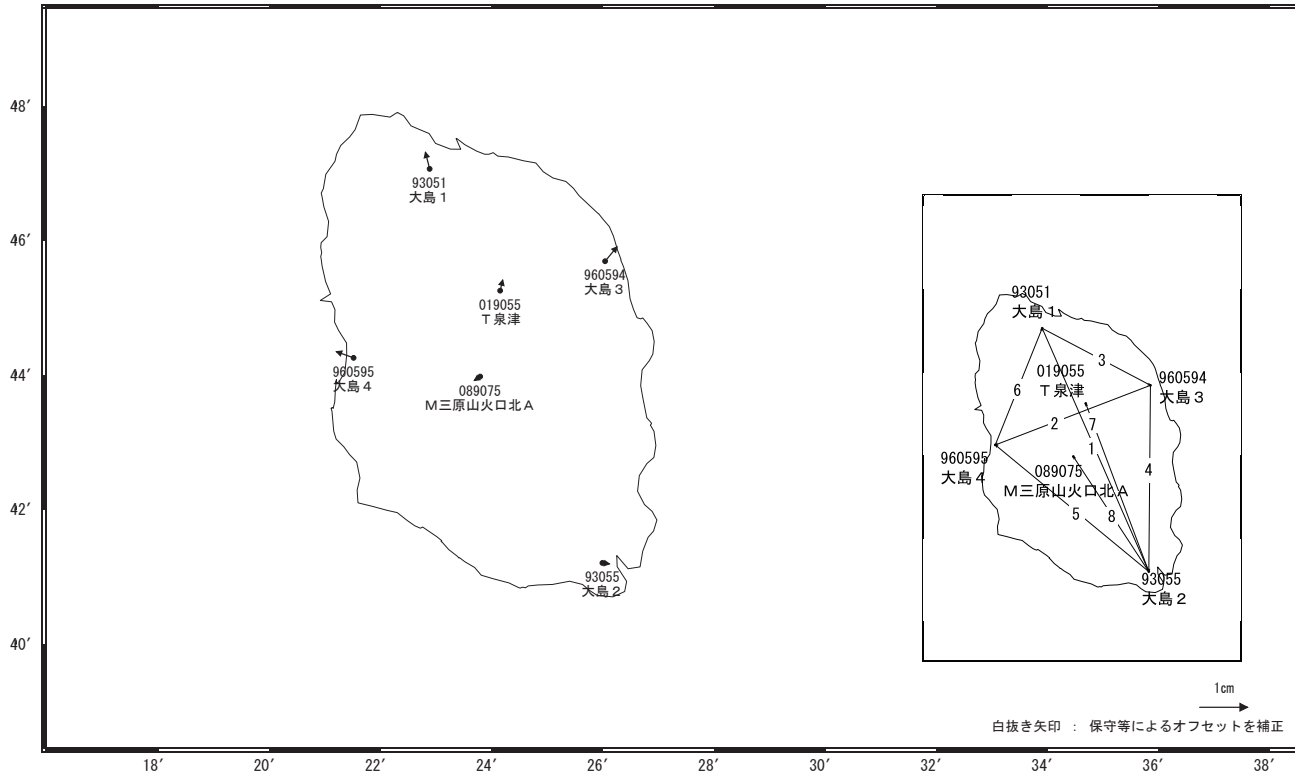 48′
46′
44′
42′
40′
18′
20′
22′
24′
26′
28′
30′
32′
34′
36′
38′
93051
大島１
960594
大島３
019055
Ｔ泉津
960595
大島４
089075
Ｍ三原山火口北Ａ
93055
大島２
93051
大島１
3
019055
Ｔ泉津
960594
大島３
6
2
7
1
960595
大島４
089075
Ｍ三原山火口北Ａ
4
5
8
93055
大島２
1cm
白抜き矢印 ： 保守等によるオフセットを補正